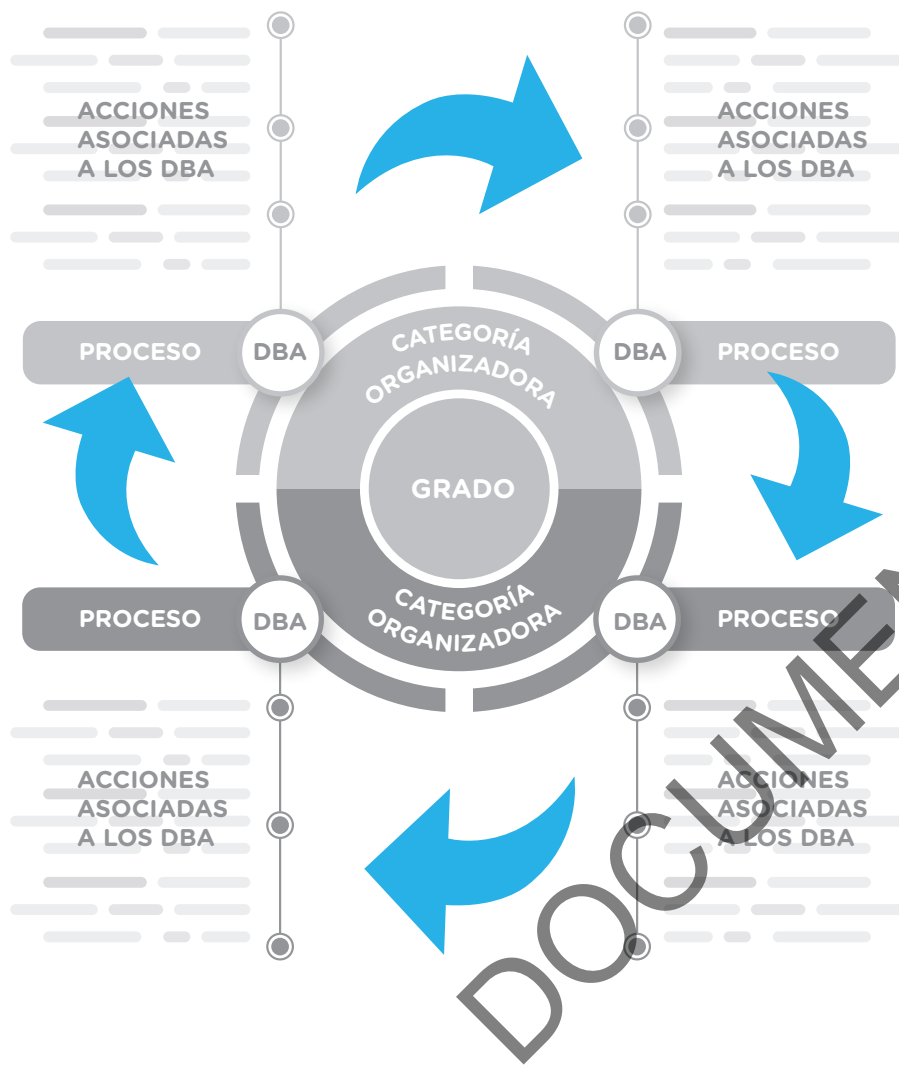 ACCIONES
ASOCIADAS
A LOS DBA
ACCIONES
ASOCIADAS
A LOS DBA
PROCESO
DBA
CATEGORÍA
ORGANIZADORA
DBA
PROCESO
GRADO
PROCESO
DBA
CATEGORÍA
ORGANIZADORA
DBA
PROCESO
ACCIONES
ASOCIADAS
A LOS DBA
ACCIONES
ASOCIADAS
A LOS DBA